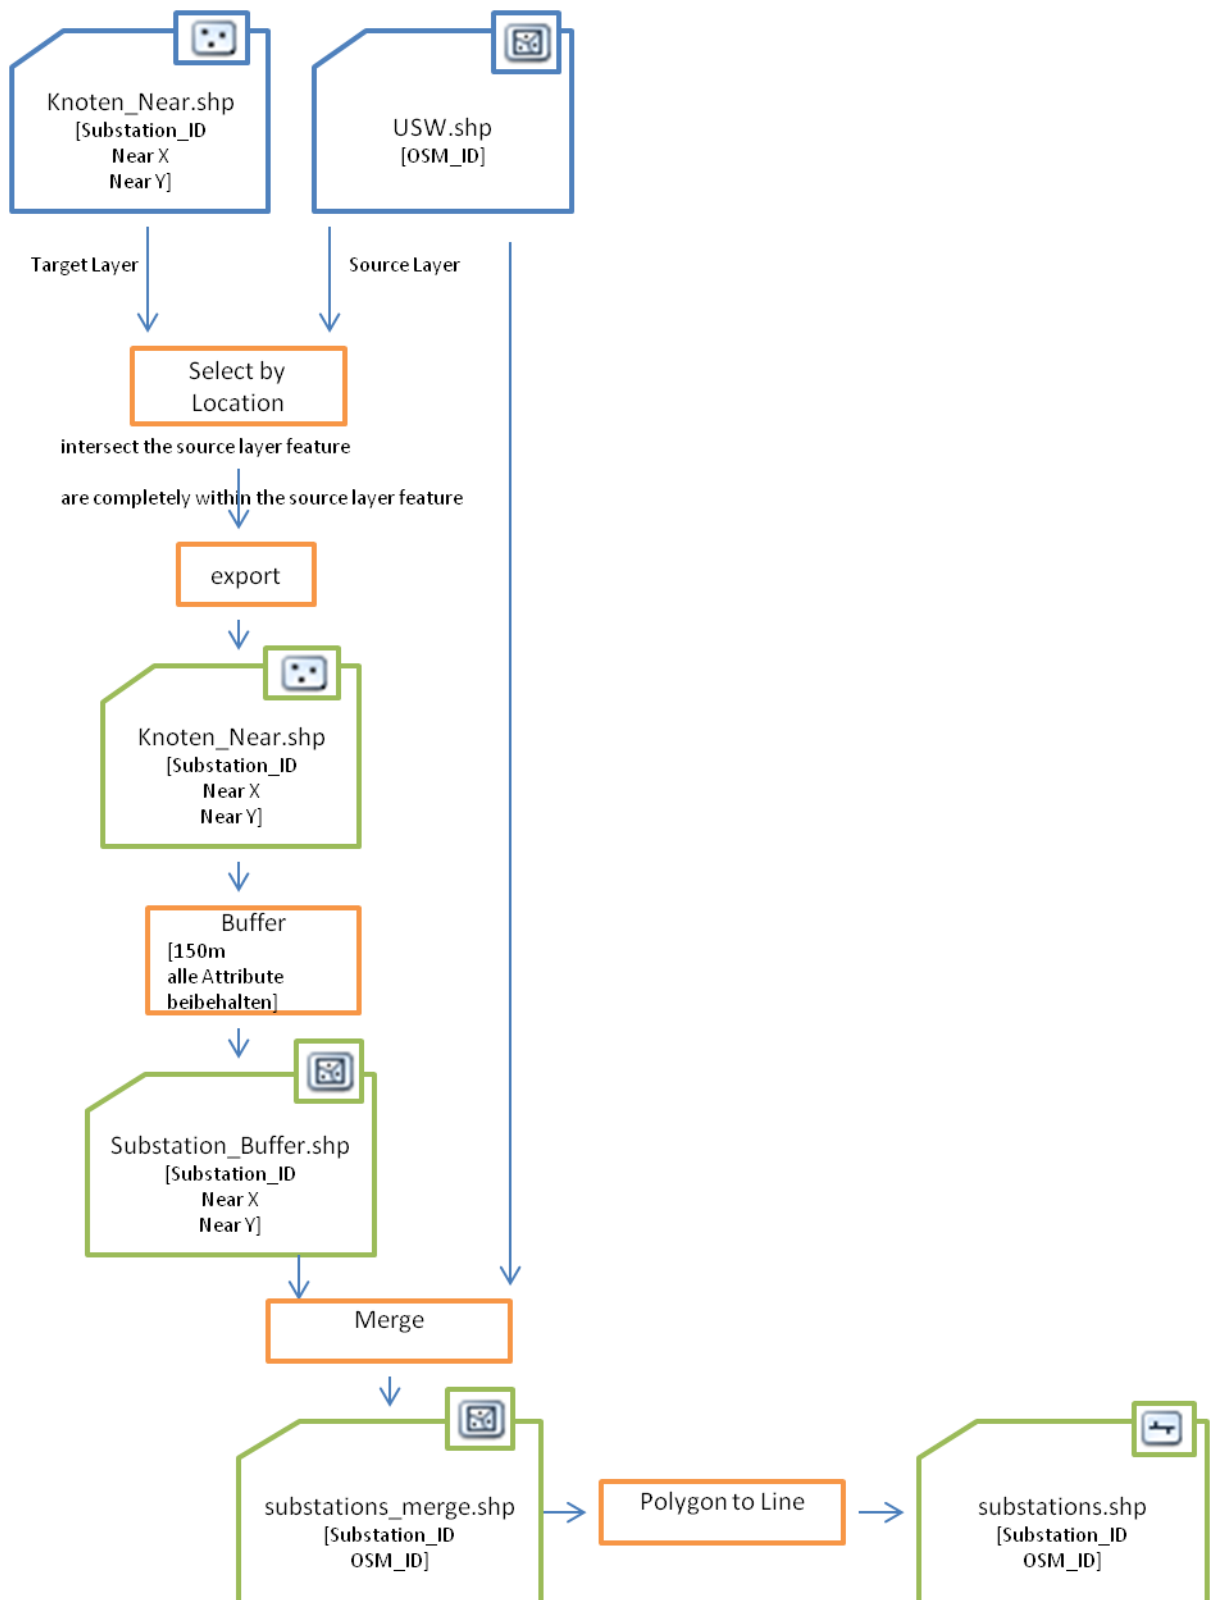 Knoten_Near.shp
[Substation_ID
Near X
Near Y]
USW.shp
[OSM_ID]
Target Layer
Source Layer
Select by
Location
intersect the source layer feature
are completely within the source layer feature
export
Knoten_Near.shp
[Substation_ID
Near X
Near Y]
Buffer
[150m
alle Attribute
beibehalten]
Substation_Buffer.shp
[Substation_ID
Near X
Near Y]
Merge
substations_merge.shp
[Substation_ID
OSM_ID]
Polygon to Line
substations.shp
[Substation_ID
OSM_ID]